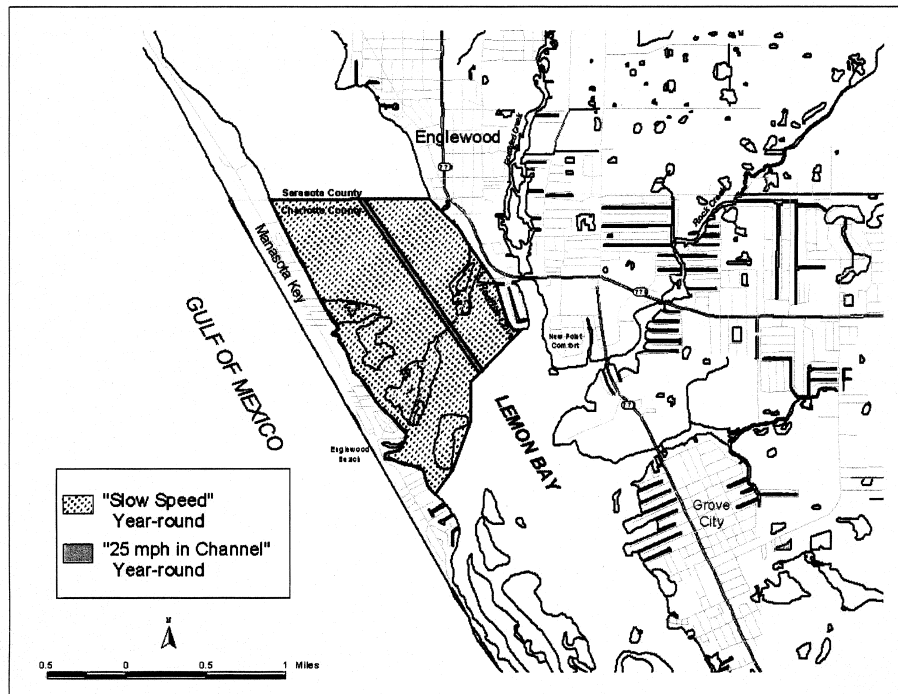 Englewood
Sarasota County
Charlotte County
Manasota Key
GULF OF MEXICO
LEMON BAY
New Point
Comfort
Rock Creek
Englewood
Beach
Grove
City
"Slow Speed"
Year-round
"25 mph in Channel"
Year-round
N
0.5 0 0.5 1 Miles